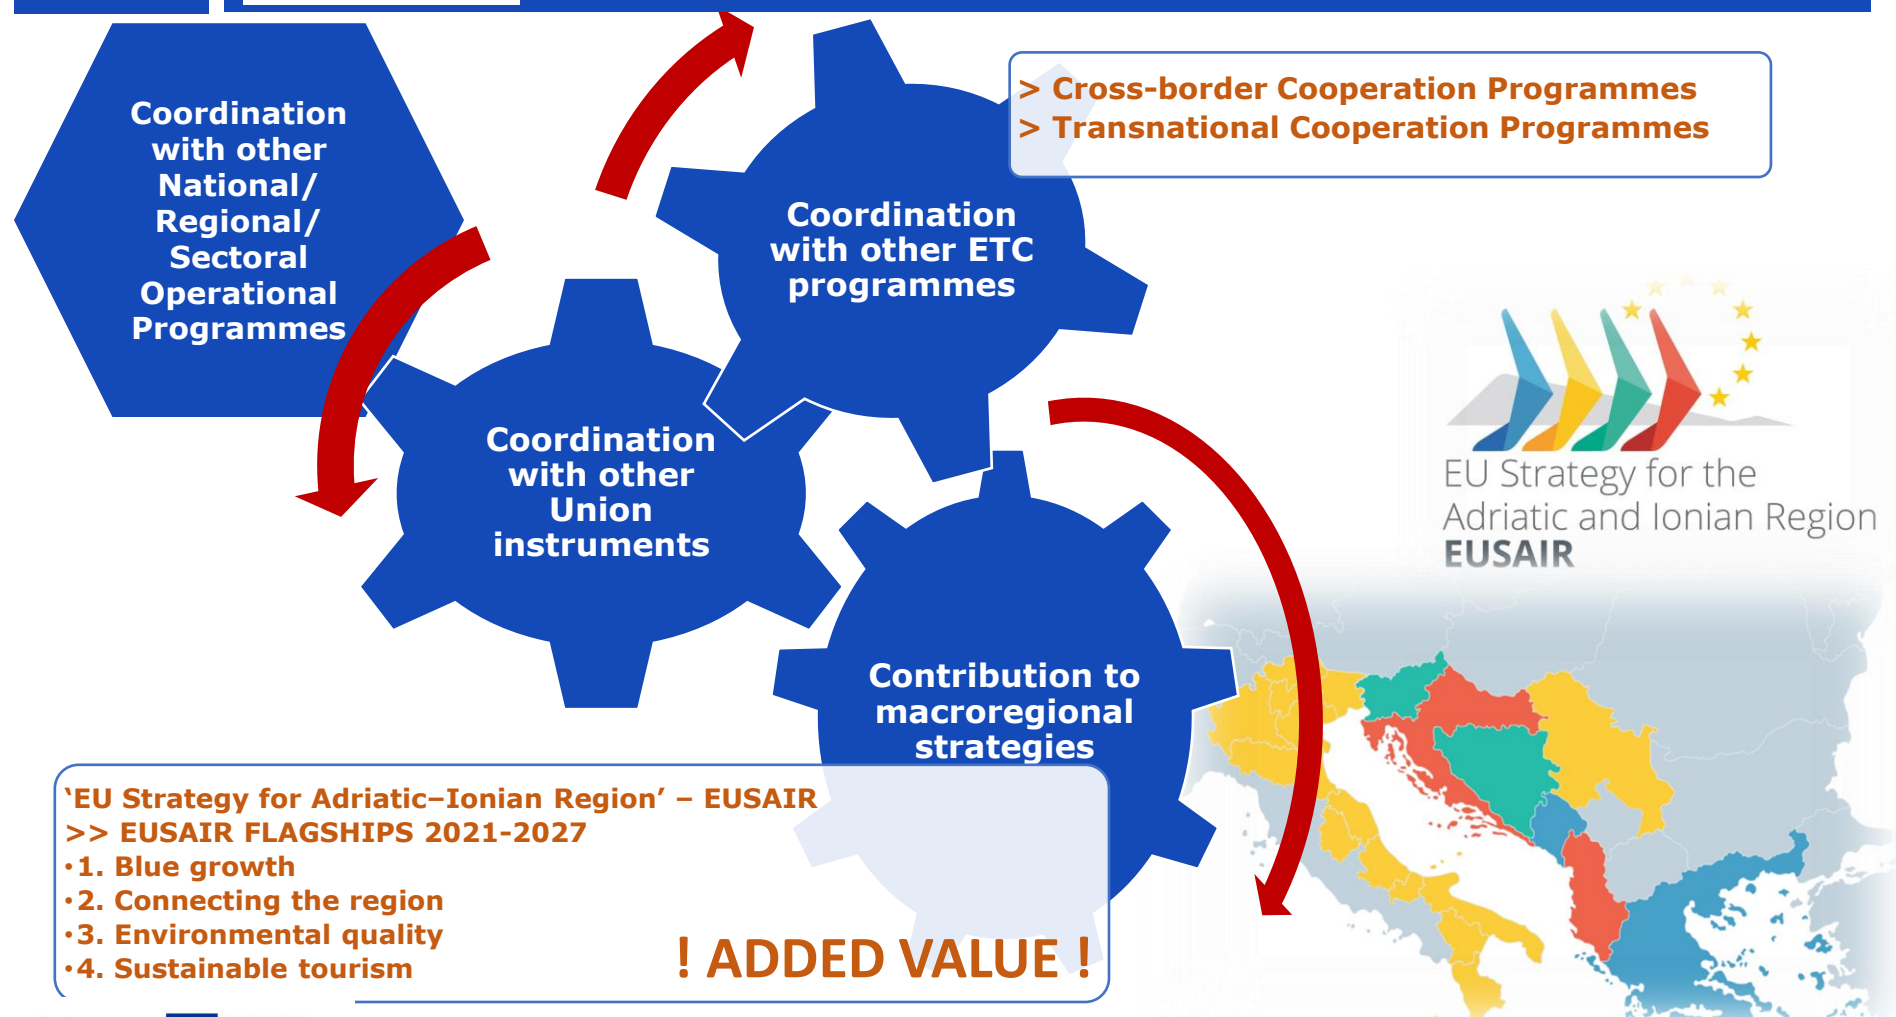 Coordination
with other
National/
Regional/
Sectoral
Operational
Programmes
Coordination
with other ETC
programmes
> Cross-border Cooperation Programmes
> Transnational Cooperation Programmes
Coordination
with other
Union
instruments
Contribution to
macroregional
strategies
EU Strategy for the
Adriatic and Ionian Region
EUSAIR
‘EU Strategy for Adriatic–Ionian Region’ – EUSAIR
>> EUSAIR FLAGSHIPS 2021-2027
•1. Blue growth
•2. Connecting the region
•3. Environmental quality
•4. Sustainable tourism
! ADDED VALUE !